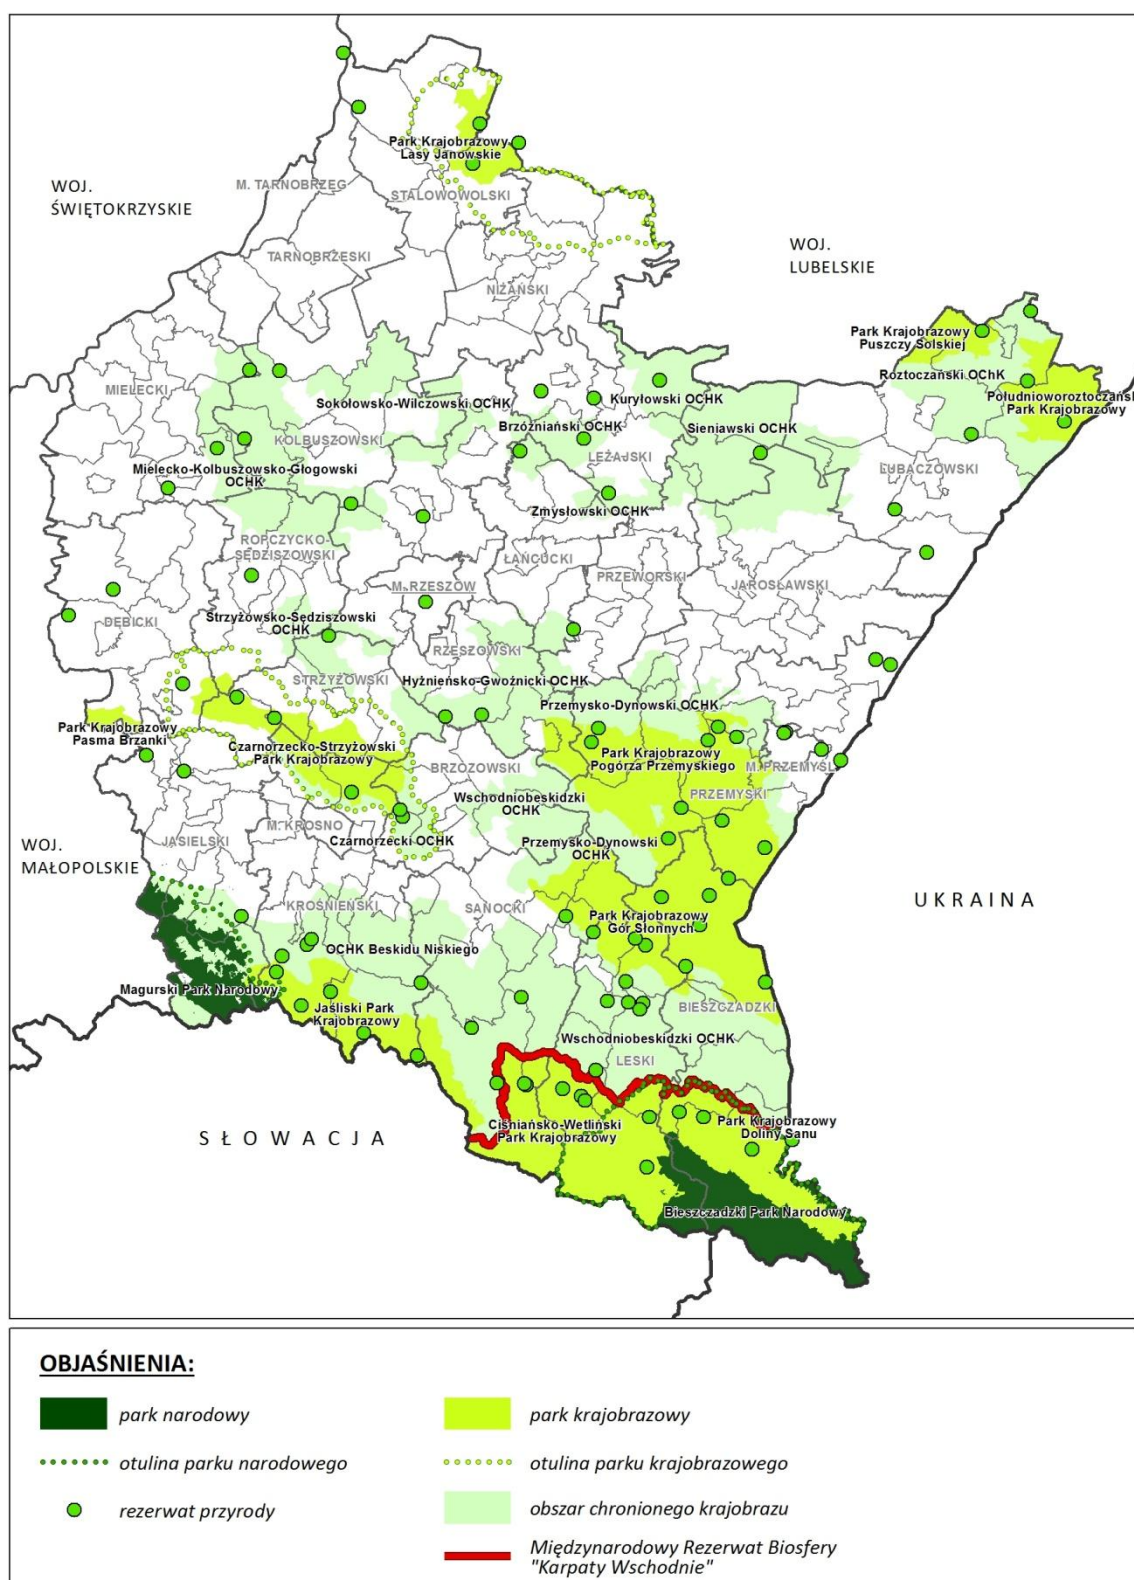 Park Krajobrazowy
Lasy Janowskie
WOJ.
ŚWIĘTOKRZYSKIE
M. TARNOBRZEG
STALOWOWOLSKI
TARNOBRZESKI
NIŻAŃSKI
WOJ.
LUBELSKIE
Park Krajobrazowy
Puszczy Solskiej
Roztoczański OChK
Południoworoztoczańsk
Park Krajobrazowy
MIELECKI
Sokołowsko-Wilczowski OCHK
Kuryłowski OCHK
Brzóźniański OCHK
Sieniawski OCHK
KOLBUSZOWSKI
LEŻAJSKI
LUBACZOWSKI
Mielecko-Kolbuszowsko-Głogowski
OCHK
Zmysłowski OCHK
ROPCZYCKO-
SĘDZISZOWSKI
ŁAŃCUCKI
PRZEWORSKI
JAROSŁAWSKI
M. RZESZÓW
DĘBICKI
Strzyżowsko-Sędziszowski
OCHK
RZESZOWSKI
STRZYŻOWSKI
Hyżnieńsko-Gwoźnicki OCHK
Przemysko-Dynowski OCHK
Park Krajobrazowy
Pasma Brzanki
Czarnorzecko-Strzyżowski
Park Krajobrazowy
Park Krajobrazowy
Pogórza Przemyskiego
BRZOZOWSKI
M. PRZEMYŚL
PRZEMYSKI
Wschodniobeskidzki
OCHK
M. KROSNO
JASIELSKI
Czarnorzecki OCHK
Przemysko-Dynowski
OCHK
WOJ.
MAŁOPOLSKIE
UKRAINA
KROŚNIEŃSKI
SANOCKI
Park Krajobrazowy
Gór Słonnych
OCHK Beskidu Niskiego
Magurski Park Narodowy
Jaśliski Park
Krajobrazowy
BIESZCZADZKI
Wschodniobeskidzki OCHK
LESKI
SŁOWACJA
Ciśniańsko-Wetliński
Park Krajobrazowy
Park Krajobrazowy
Doliny Sanu
Bieszczadzki Park Narodowy
OBJAŚNIENIA:
park narodowy
otulina parku narodowego
rezerwat przyrody
park krajobrazowy
otulina parku krajobrazowego
obszar chronionego krajobrazu
Międzynarodowy Rezerwat Biosfery
"Karpaty Wschodnie"